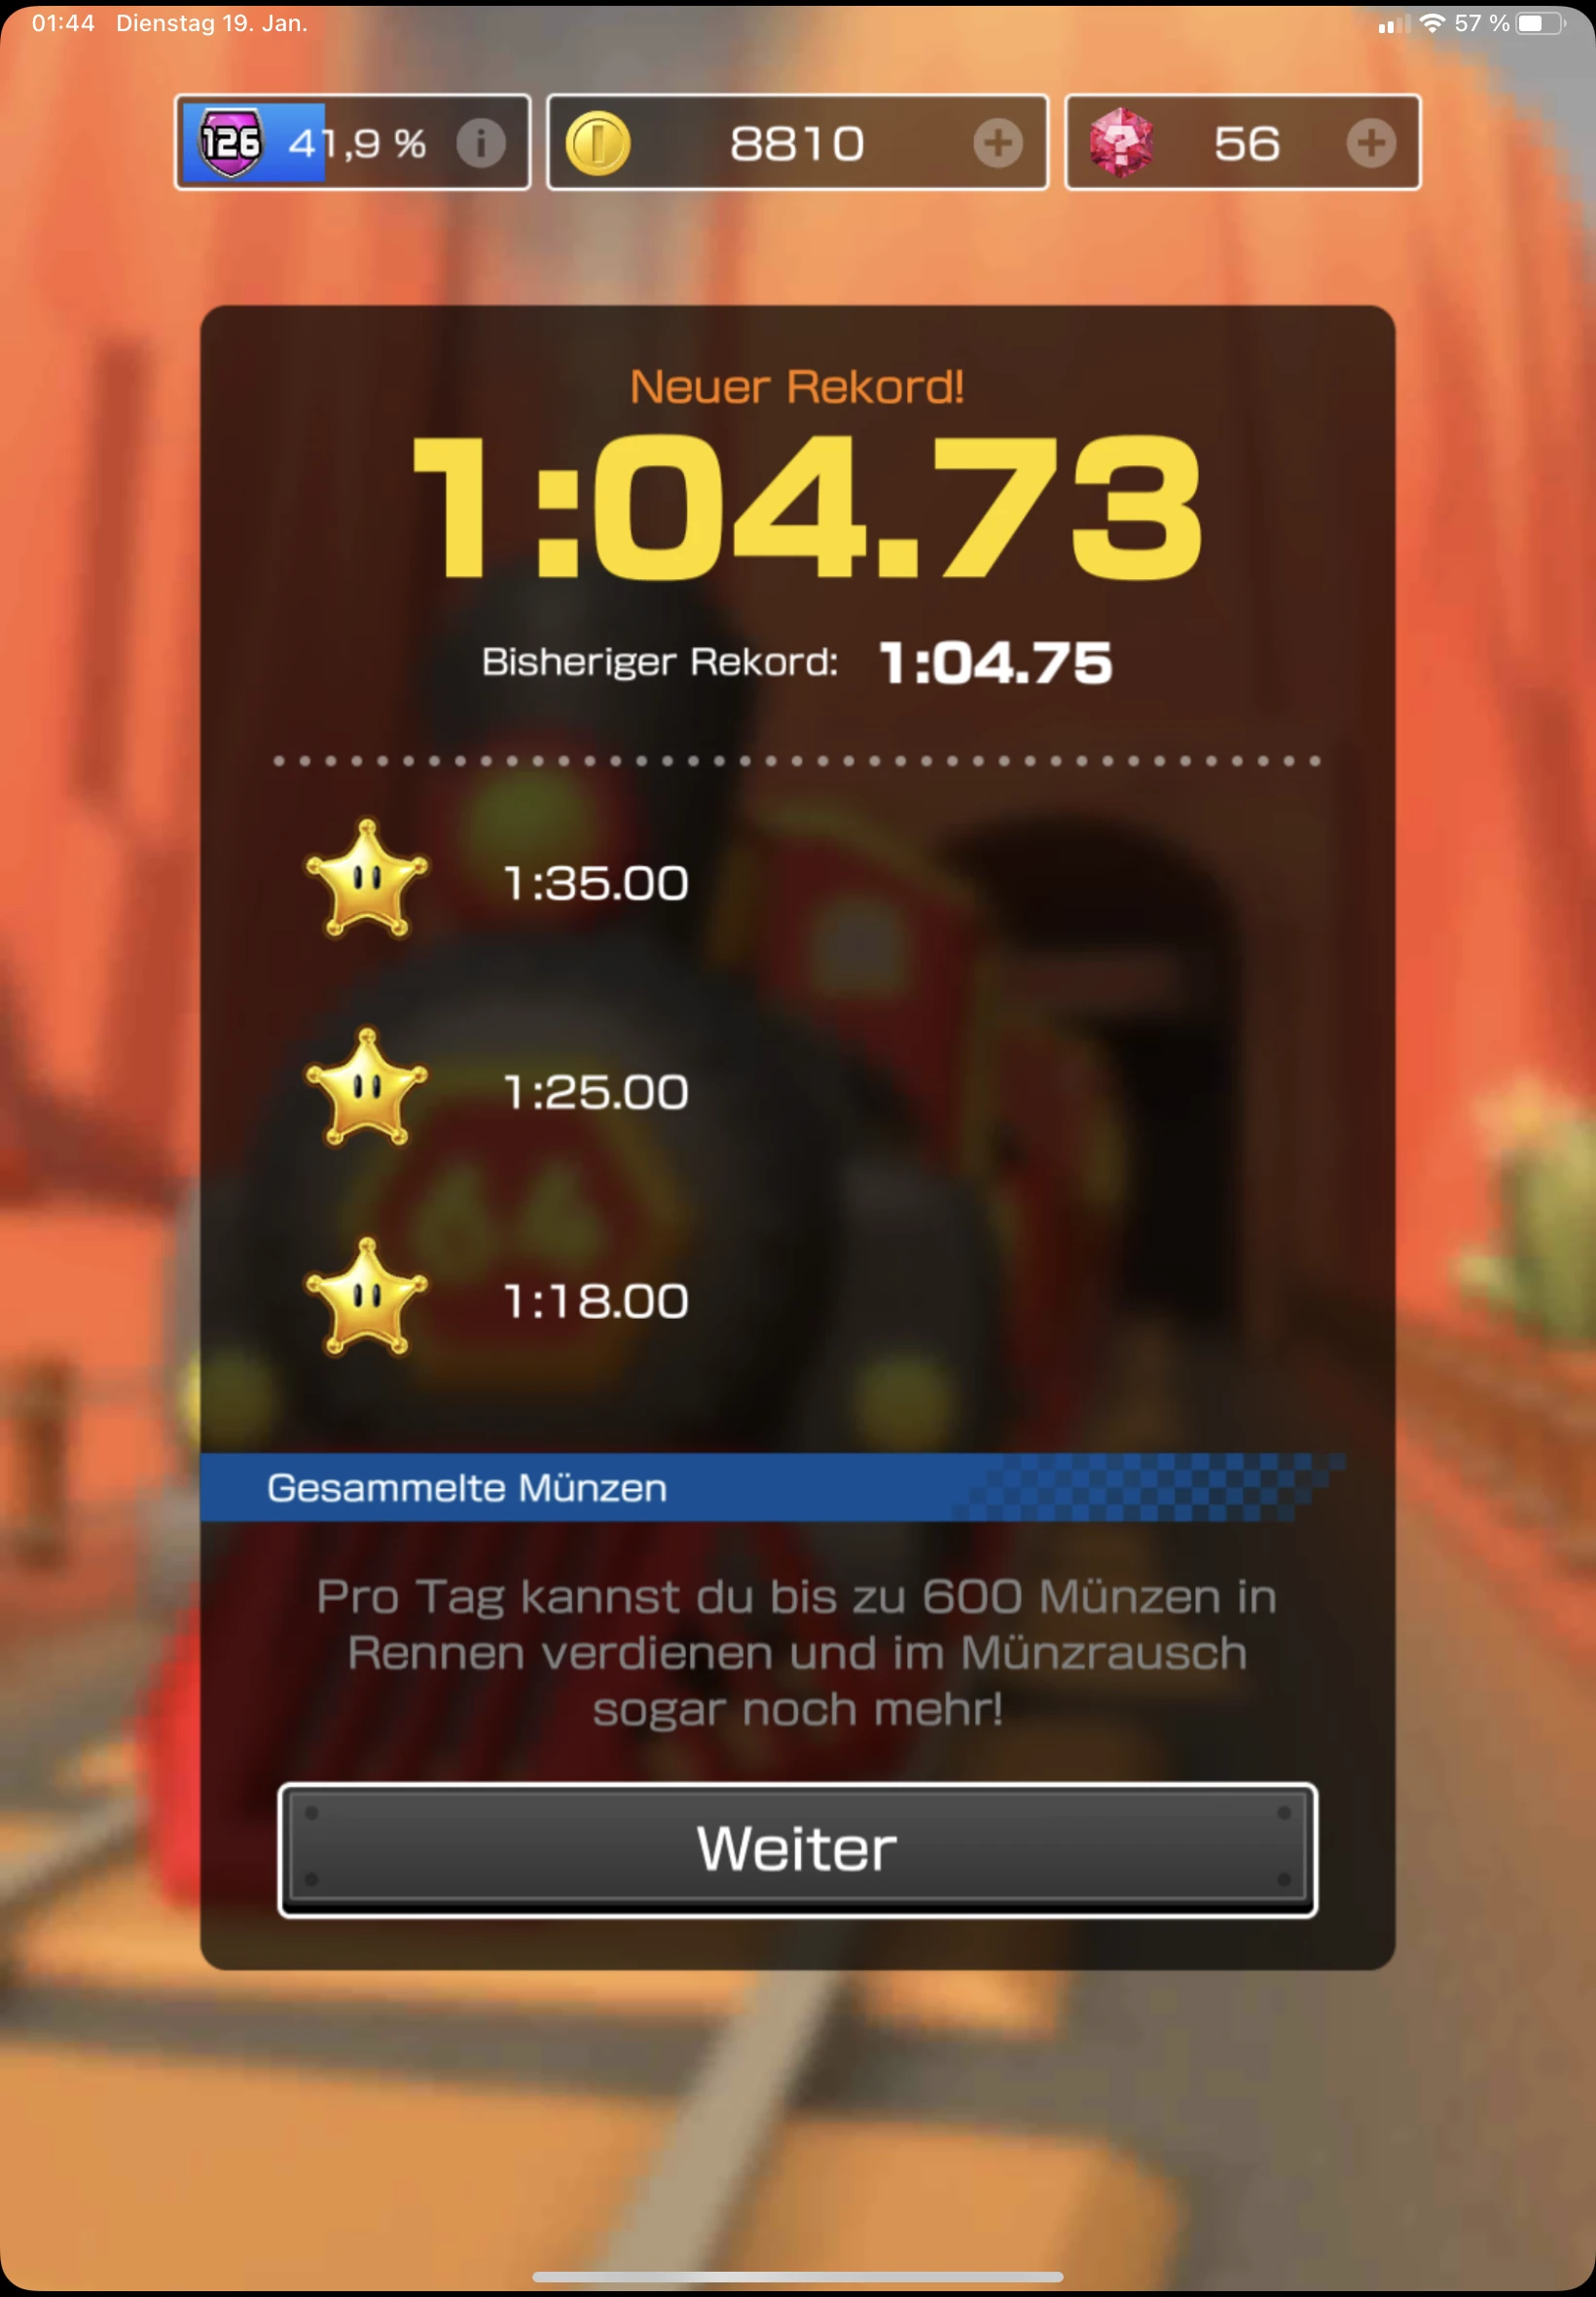 01:44 Dienstag 19. Jan.
57 %
126 41,9 % i 8810 + 56 +
Neuer Rekord!
1:04.73
Bisheriger Rekord: 1:04.75
1:35.00
1:25.00
64
1:18.00
Gesammelte Münzen
Pro Tag kannst du bis zu 600 Münzen in
Rennen verdienen und im Münzrausch
sogar noch mehr!
Weiter